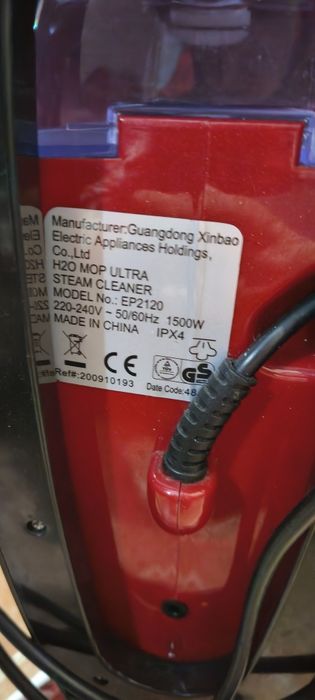 Manufacturer:Guangdong Xinbao
Electric Appliances Holdings,
Co.,Ltd
H2O MOP ULTRA
STEAM CLEANER
MODEL No.: EP2120
220-240V ~ 50/60Hz 1500W
MADE IN CHINA IPX4
CE
GS
Ref#:200910193 Date Code:48